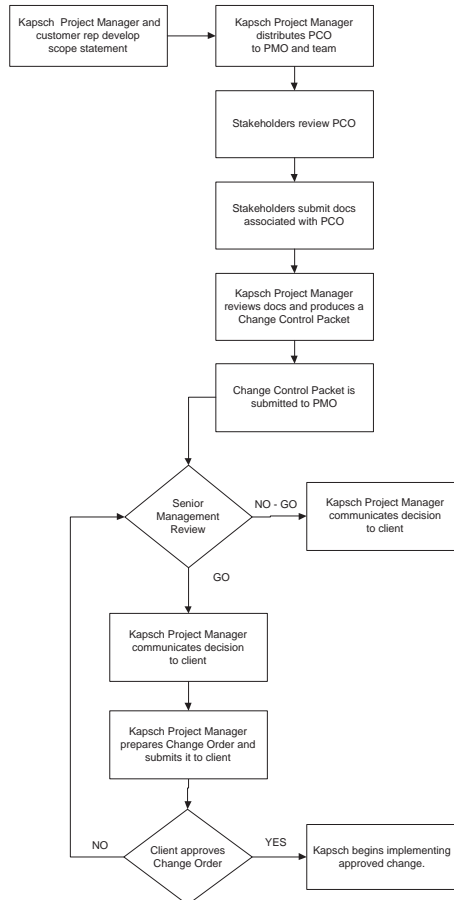 Kapsch Project Manager and
customer rep develop
scope statement
Kapsch Project Manager
distributes PCO
to PMO and team
Stakeholders review PCO
Stakeholders submit docs
associated with PCO
Kapsch Project Manager
reviews docs and produces a
Change Control Packet
Change Control Packet is
submitted to PMO
Senior
Management
Review
NO - GO
Kapsch Project Manager
communicates decision
to client
GO
Kapsch Project Manager
communicates decision
to client
Kapsch Project Manager
prepares Change Order and
submits it to client
NO
Client approves
Change Order
YES
Kapsch begins implementing
approved change.